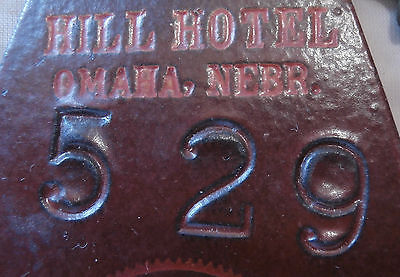 HILL HOTEL
OMAHA, NEBR.
529